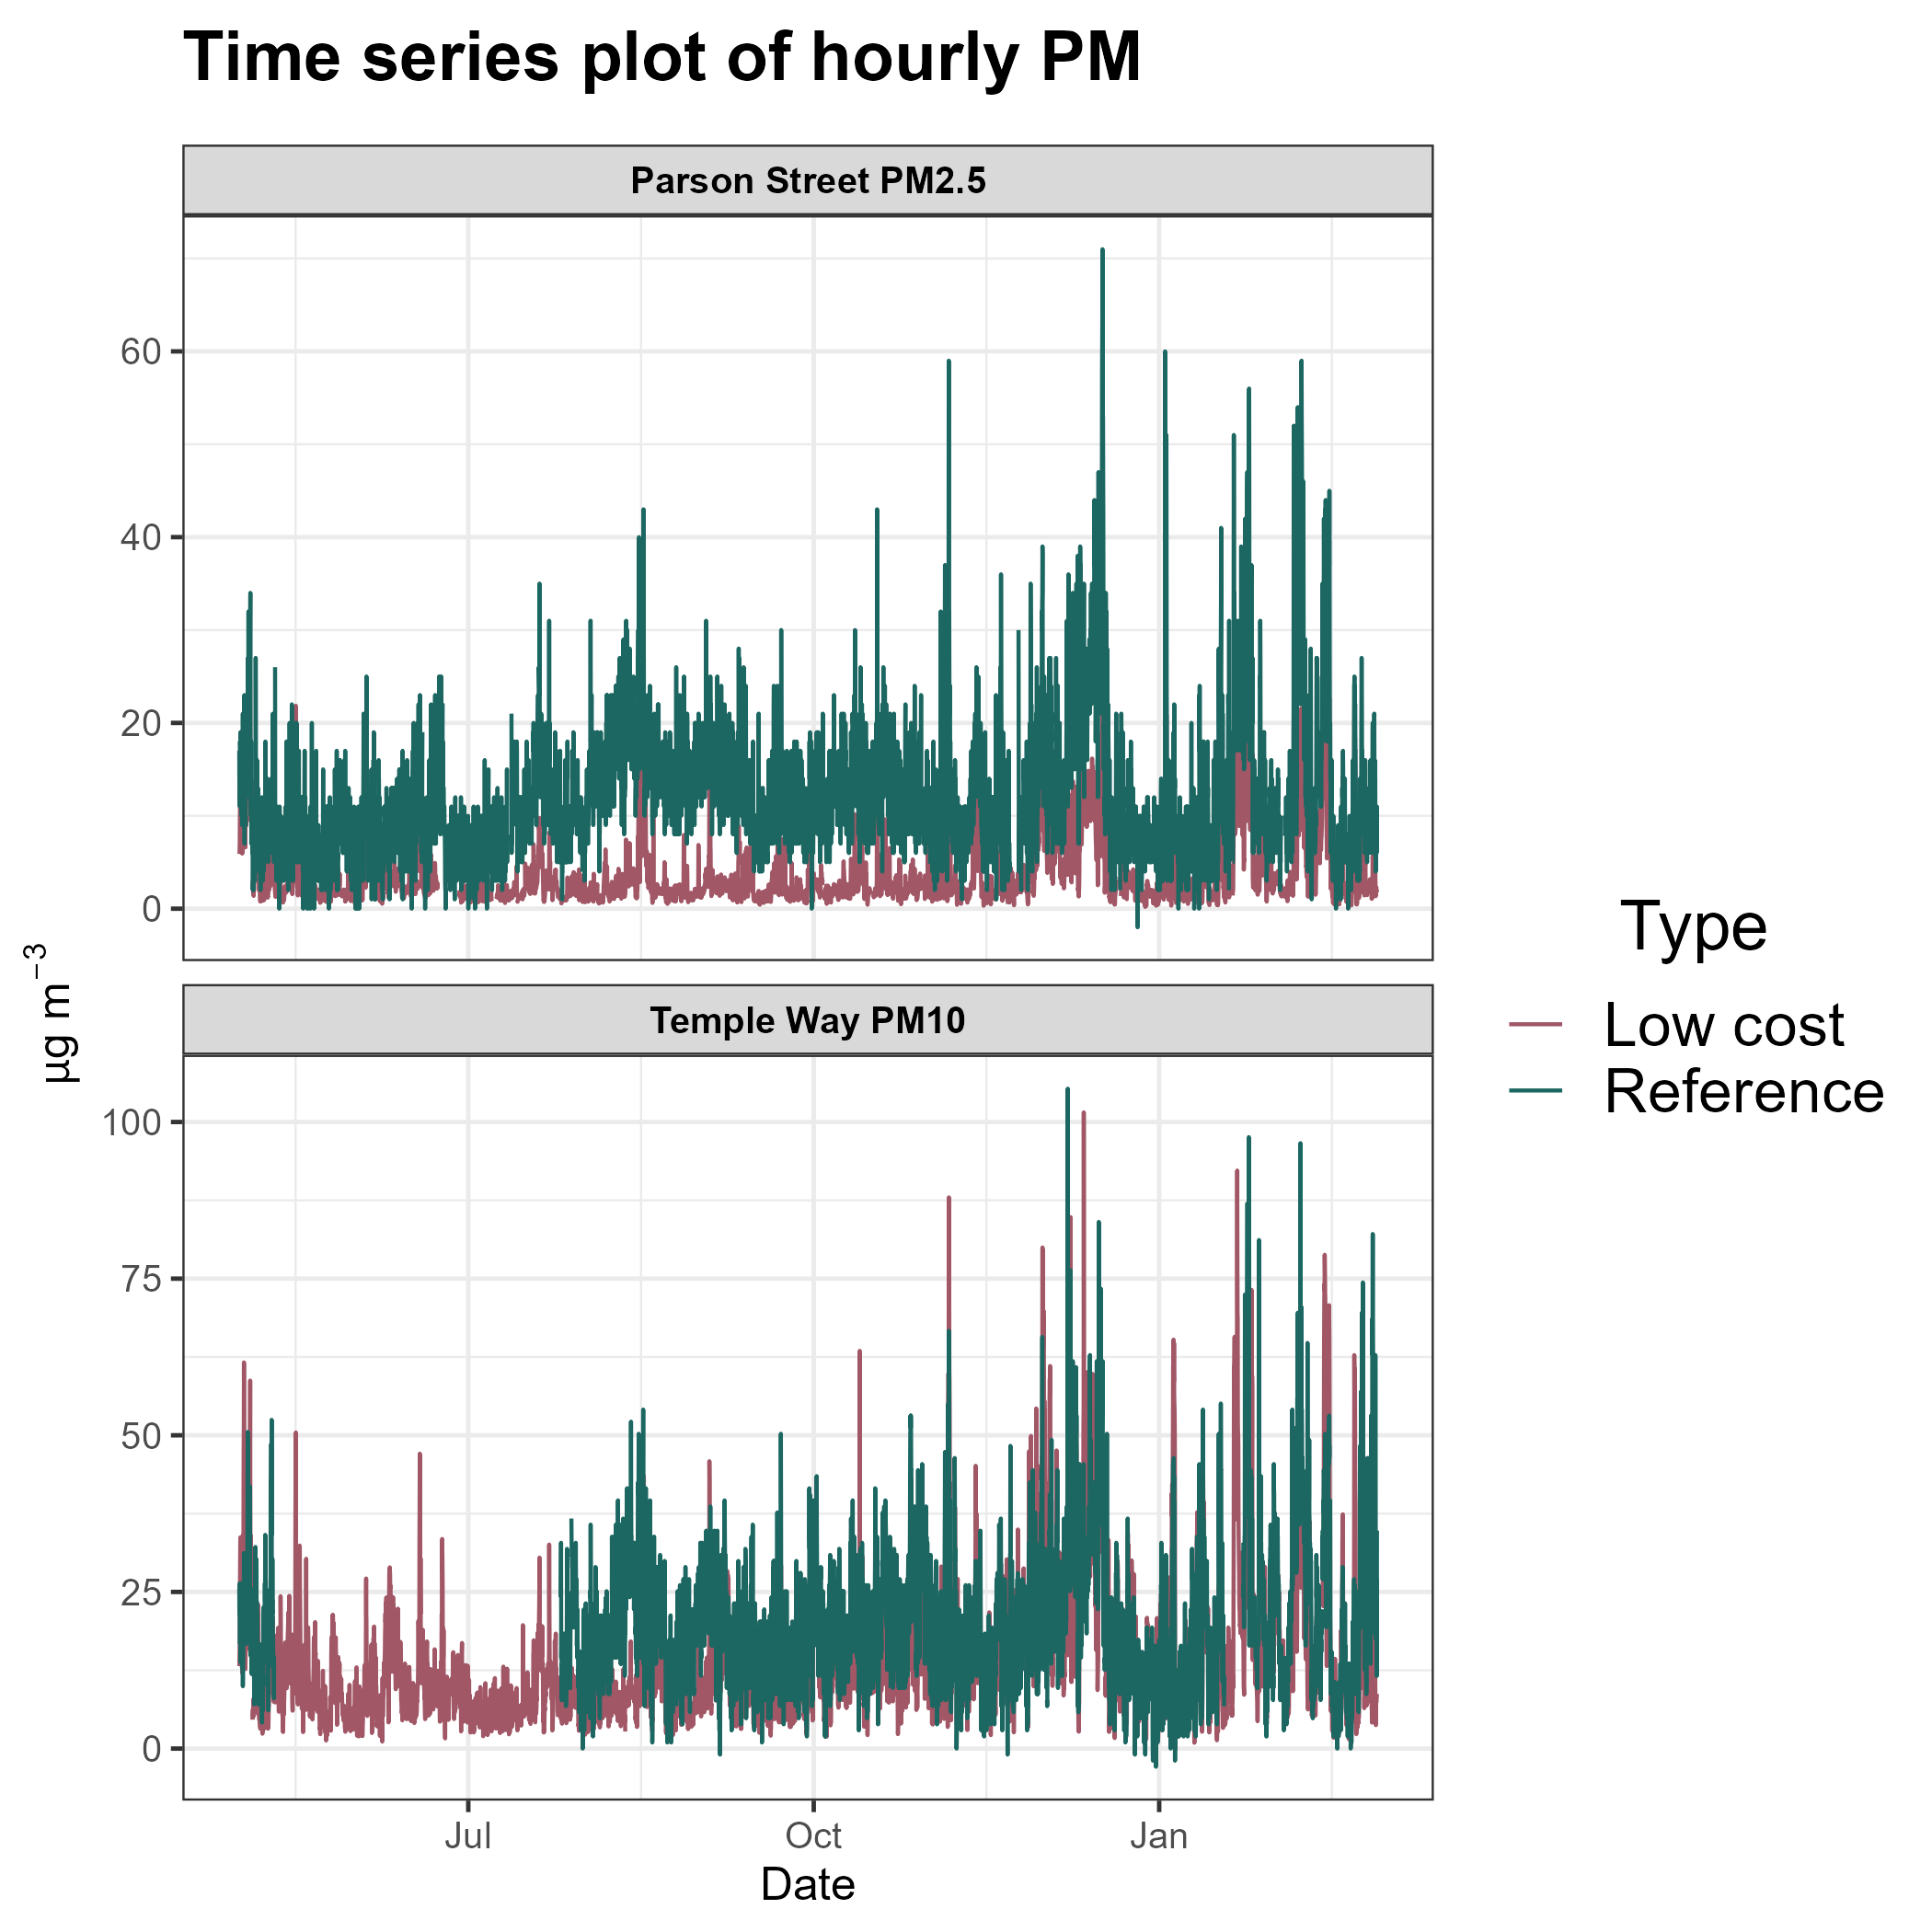 Time series plot of hourly PM
Parson Street PM2.5
60
40
20
0
Temple Way PM10
100
75
50
25
0
Jul Oct Jan
Date
µg m⁻³
Type
Low cost
Reference